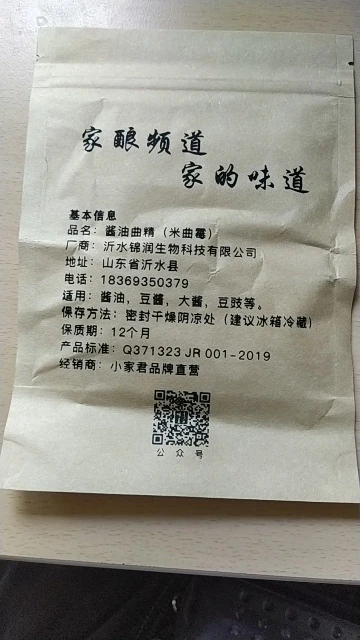 家酿频道
家的味道
基本信息
品名：酱油曲精（米曲霉）
厂商：沂水锦润生物科技有限公司
地址：山东省沂水县
电话：18369350379
适用：酱油，豆酱，大酱，豆豉等。
保存方法：密封干燥阴凉处（建议冰箱冷藏）
保质期：12个月
产品标准：Q371323 JR 001-2019
经销商：小家君品牌直营
公 众 号